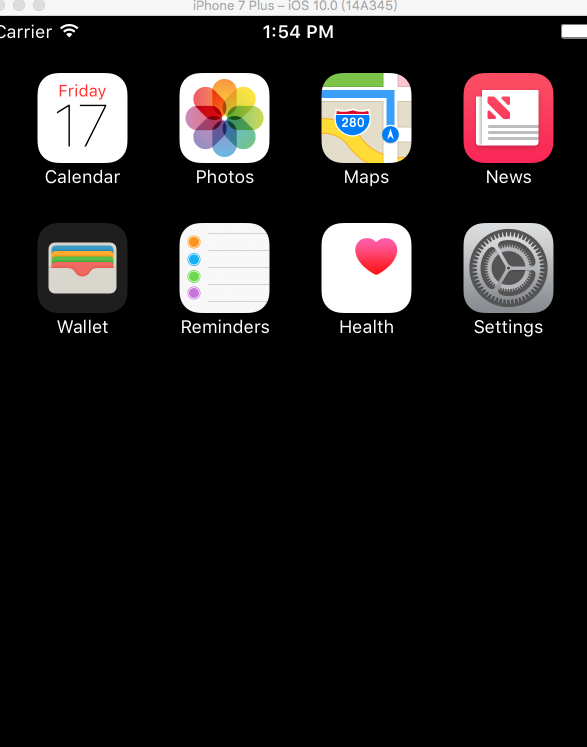 iPhone 7 Plus – iOS 10.0 (14A345)
Carrier 1:54 PM
Friday
17
280
Calendar Photos Maps News
Wallet Reminders Health Settings